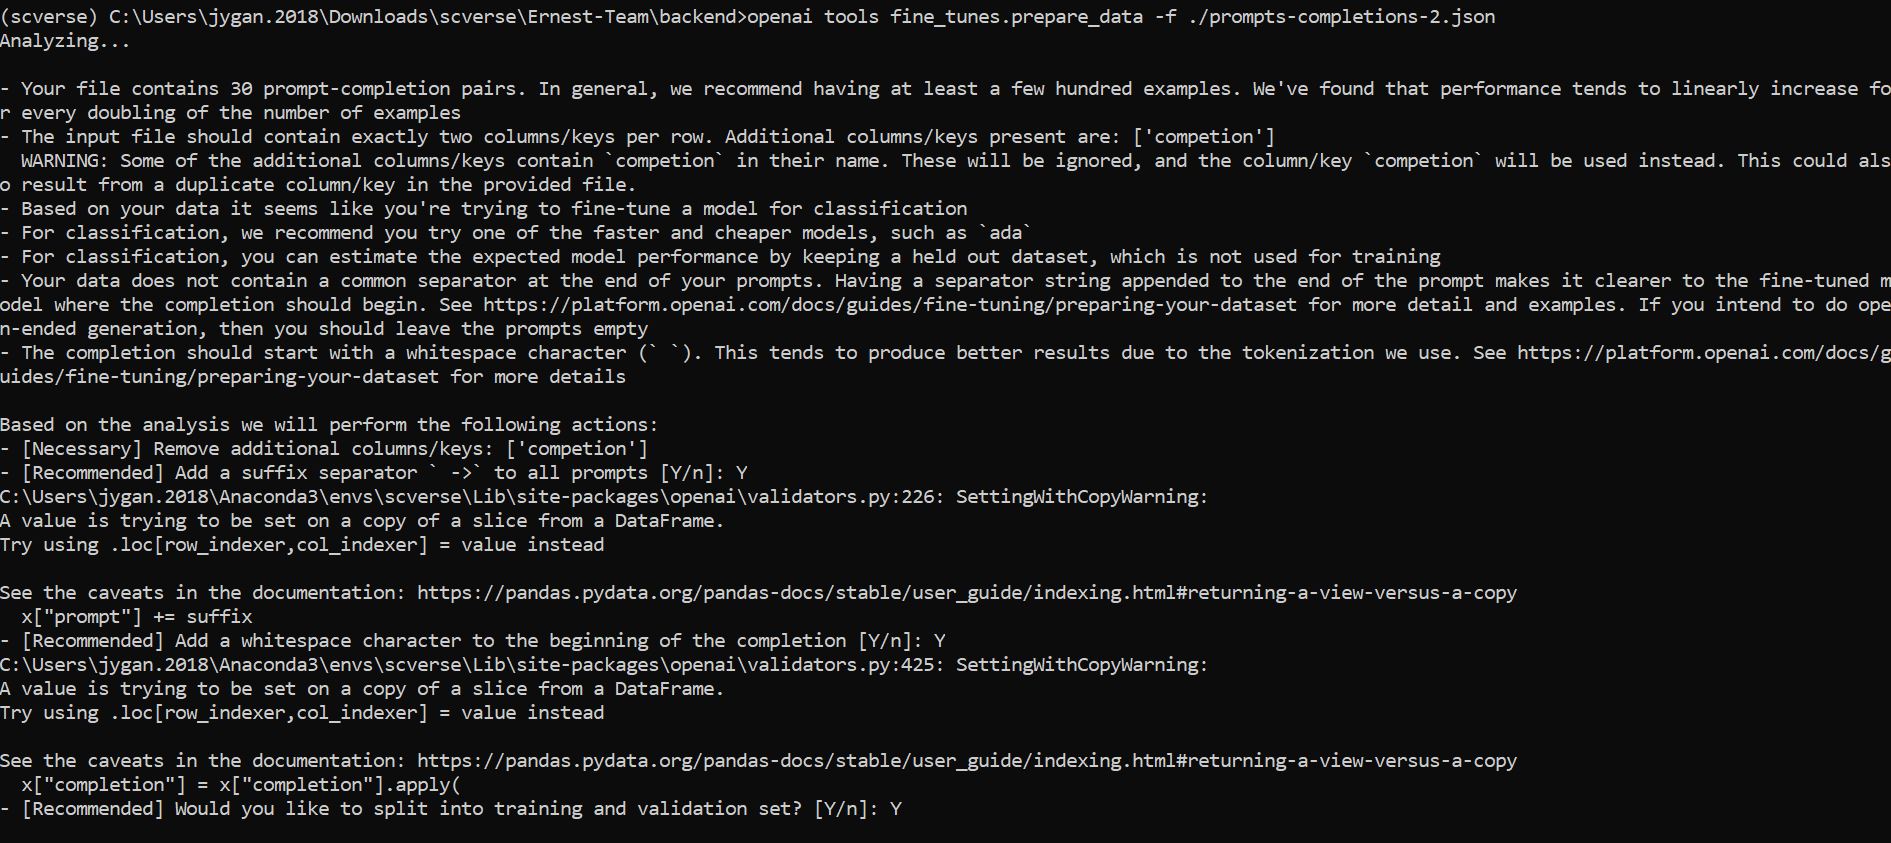 (scverse) C:\Users\jygan.2018\Downloads\scverse\Ernest-Team\backend>openai tools fine_tunes.prepare_data -f ./prompts-completions-2.json
Analyzing...

- Your file contains 30 prompt-completion pairs. In general, we recommend having at least a few hundred examples. We've found that performance tends to linearly increase fo
r every doubling of the number of examples
- The input file should contain exactly two columns/keys per row. Additional columns/keys present are: ['competion']
  WARNING: Some of the additional columns/keys contain `competion` in their name. These will be ignored, and the column/key `competion` will be used instead. This could als
o result from a duplicate column/key in the provided file.
- Based on your data it seems like you're trying to fine-tune a model for classification
- For classification, we recommend you try one of the faster and cheaper models, such as `ada`
- For classification, you can estimate the expected model performance by keeping a held out dataset, which is not used for training
- Your data does not contain a common separator at the end of your prompts. Having a separator string appended to the end of the prompt makes it clearer to the fine-tuned m
odel where the completion should begin. See https://platform.openai.com/docs/guides/fine-tuning/preparing-your-dataset for more detail and examples. If you intend to do ope
n-ended generation, then you should leave the prompts empty
- The completion should start with a whitespace character (` `). This tends to produce better results due to the tokenization we use. See https://platform.openai.com/docs/g
uides/fine-tuning/preparing-your-dataset for more details

Based on the analysis we will perform the following actions:
- [Necessary] Remove additional columns/keys: ['competion']
- [Recommended] Add a suffix separator ` ->` to all prompts [Y/n]: Y
C:\Users\jygan.2018\Anaconda3\envs\scverse\Lib\site-packages\openai\validators.py:226: SettingWithCopyWarning:
A value is trying to be set on a copy of a slice from a DataFrame.
Try using .loc[row_indexer,col_indexer] = value instead

See the caveats in the documentation: https://pandas.pydata.org/pandas-docs/stable/user_guide/indexing.html#returning-a-view-versus-a-copy
  x["prompt"] += suffix
- [Recommended] Add a whitespace character to the beginning of the completion [Y/n]: Y
C:\Users\jygan.2018\Anaconda3\envs\scverse\Lib\site-packages\openai\validators.py:425: SettingWithCopyWarning:
A value is trying to be set on a copy of a slice from a DataFrame.
Try using .loc[row_indexer,col_indexer] = value instead

See the caveats in the documentation: https://pandas.pydata.org/pandas-docs/stable/user_guide/indexing.html#returning-a-view-versus-a-copy
  x["completion"] = x["completion"].apply(
- [Recommended] Would you like to split into training and validation set? [Y/n]: Y